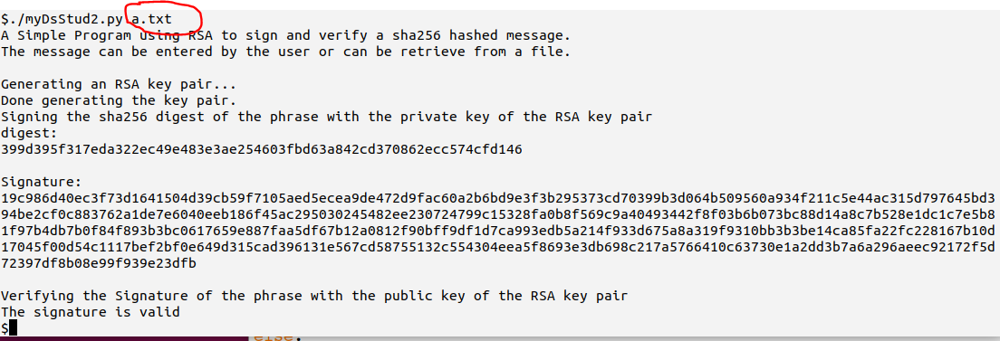 $./myDsStud2.py a.txt
A Simple Program using RSA to sign and verify a sha256 hashed message.
The message can be entered by the user or can be retrieve from a file.
Generating an RSA key pair...
Done generating the key pair.
Signing the sha256 digest of the phrase with the private key of the RSA key pair
digest:
399d395f317eda322ec49e483e3ae254603fbd63a842cd370862ecc574cfd146
Signature:
19c986d40ec3f73d1641504d39cb59f7105aed5ecea9de472d9fac60a2b6bd9e3f3b295373cd70399b3d064b509560a934f211c5e44ac315d797645bd3
94be2cf0c883762a1de7e6040eeb186f45ac295030245482ee230724799c15328fa0b8f569c9a40493442f8f03b6b073bc88d14a8c7b528e1dc1c7e5b8
1f97b4db7b0f84f893b3bc0617659e887faa5df67b12a0812f90bff9df1d7ca993edb5a214f933d675a8a319f9310bb3b3be14ca85fa22fc228167b10d
17045f00d54c1117bef2bf0e649d315cad396131e567cd58755132c554304eea5f8693e3db698c217a5766410c63730e1a2dd3b7a6a296aeec92172f5d
72397df8b08e99f939e23dfb
Verifying the Signature of the phrase with the public key of the RSA key pair
The signature is valid
$
else: